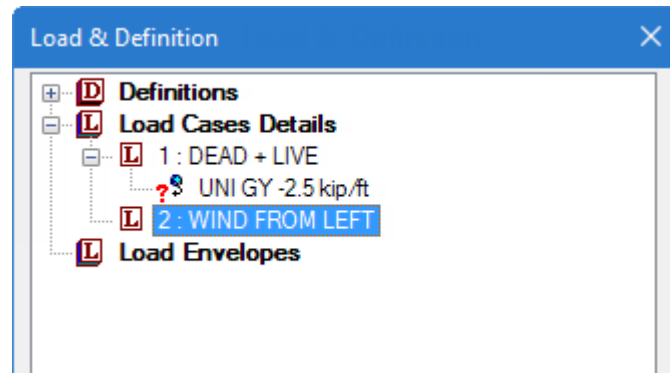 Load & Definition
D Definitions
L Load Cases Details
L 1 : DEAD + LIVE
? UNI GY -2.5 kip/ft
L 2 : WIND FROM LEFT
L Load Envelopes